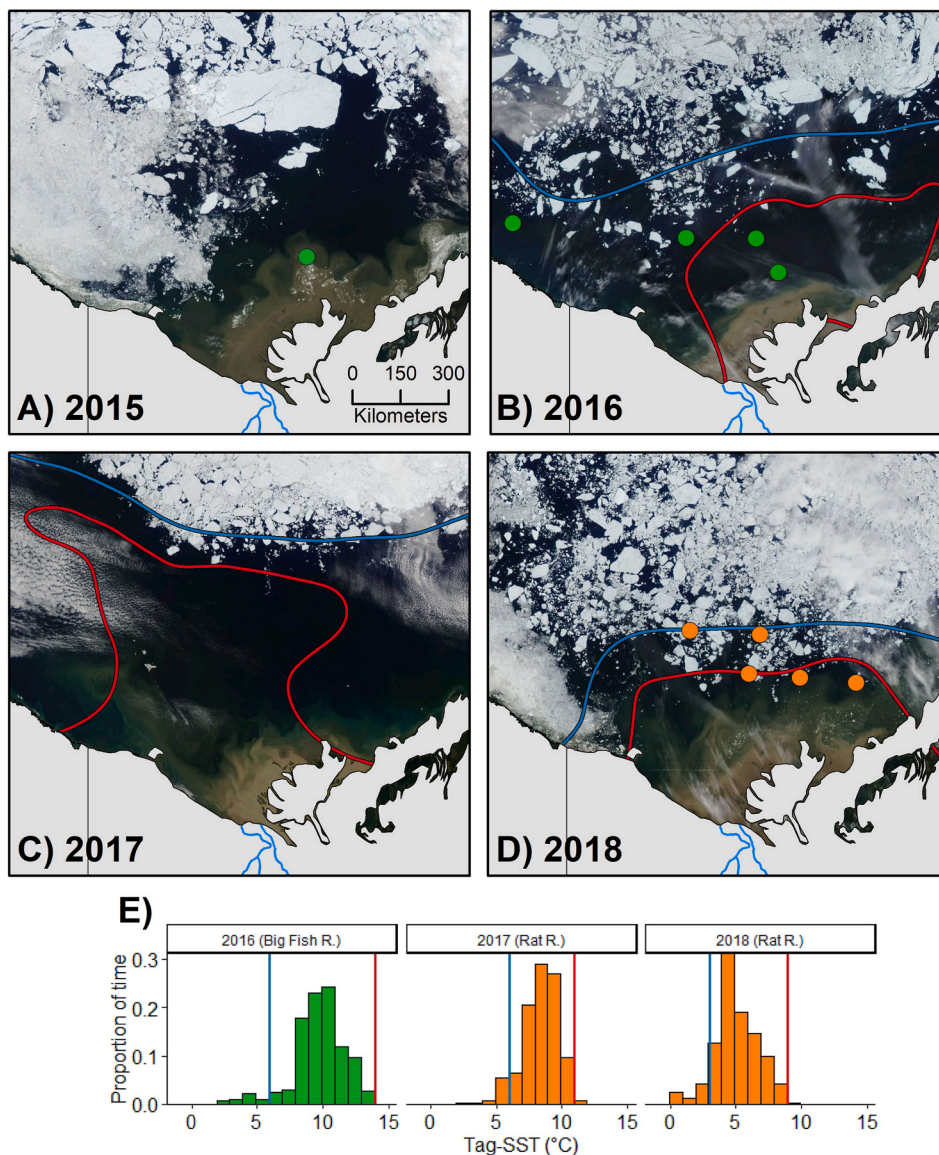 A) 2015
0 150 300
Kilometers
B) 2016
C) 2017
D) 2018
E)
2016 (Big Fish R.)
2017 (Rat R.)
2018 (Rat R.)
Proportion of time
0.3
0.2
0.1
0.0
0 5 10 15
0 5 10 15
0 5 10 15
Tag-SST (°C)